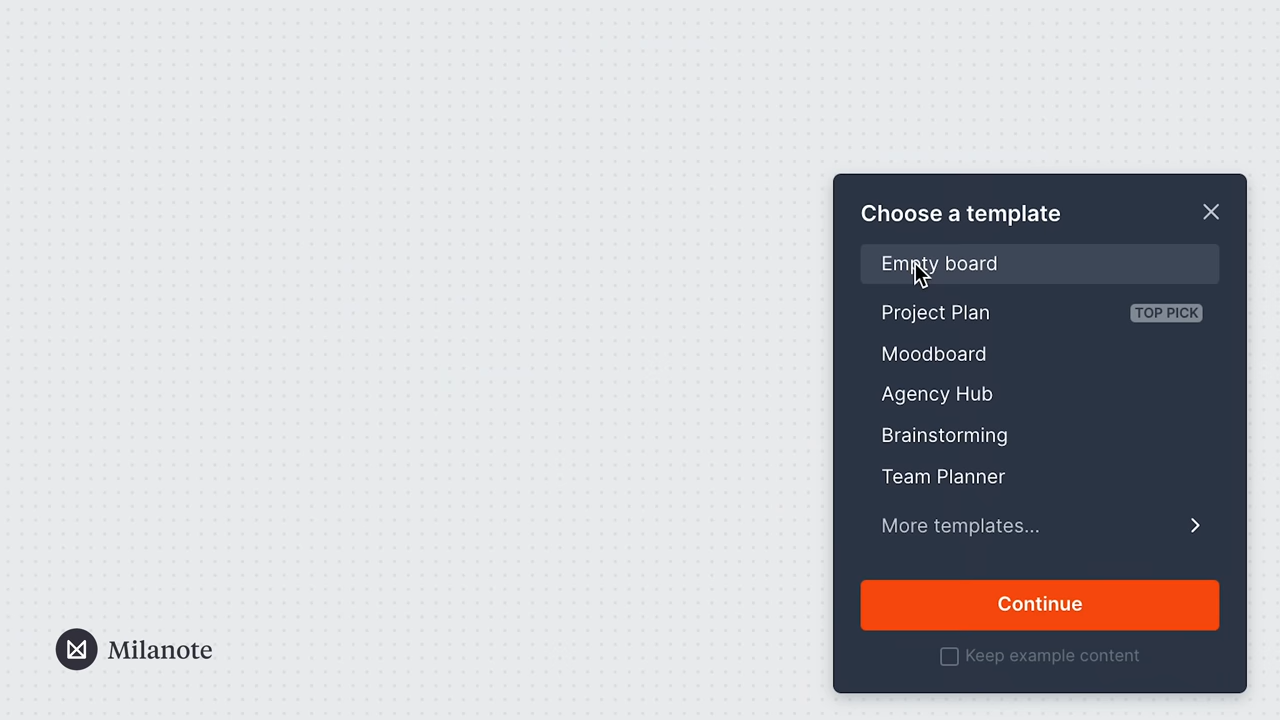 Choose a template
Empty board
Project Plan TOP PICK
Moodboard
Agency Hub
Brainstorming
Team Planner
More templates...
Continue
Keep example content
Milanote